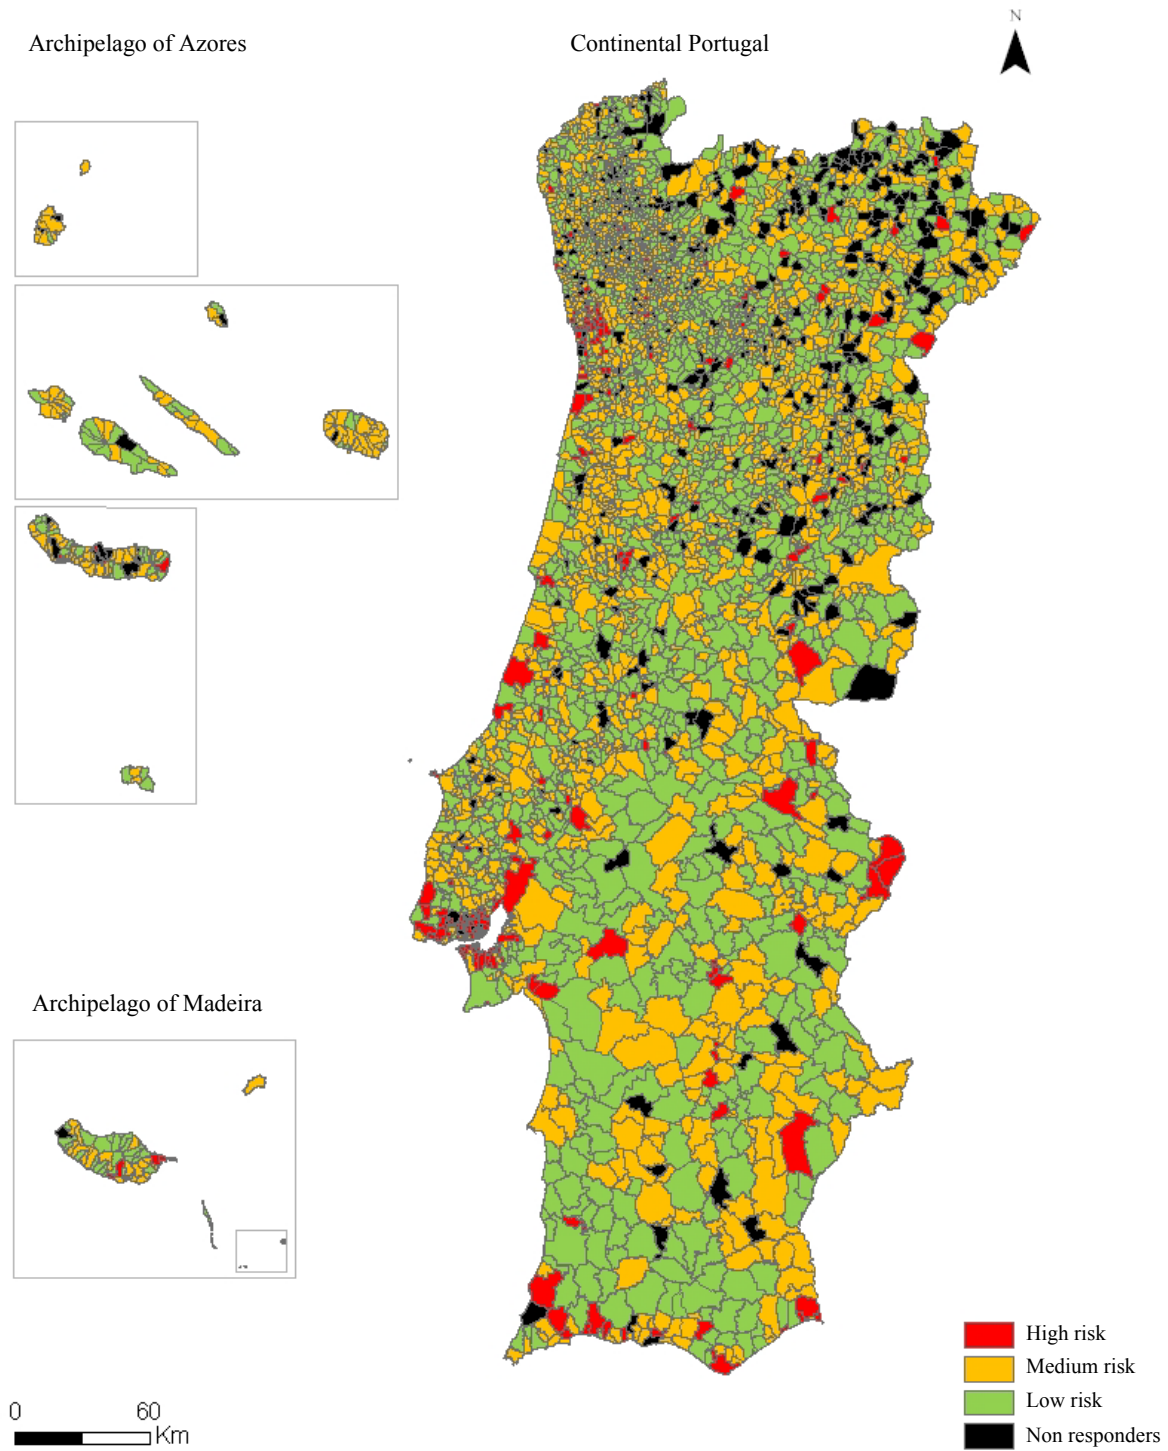 N
Archipelago of Azores
Continental Portugal
Archipelago of Madeira
High risk
Medium risk
Low risk
Non responders
0 60
Km